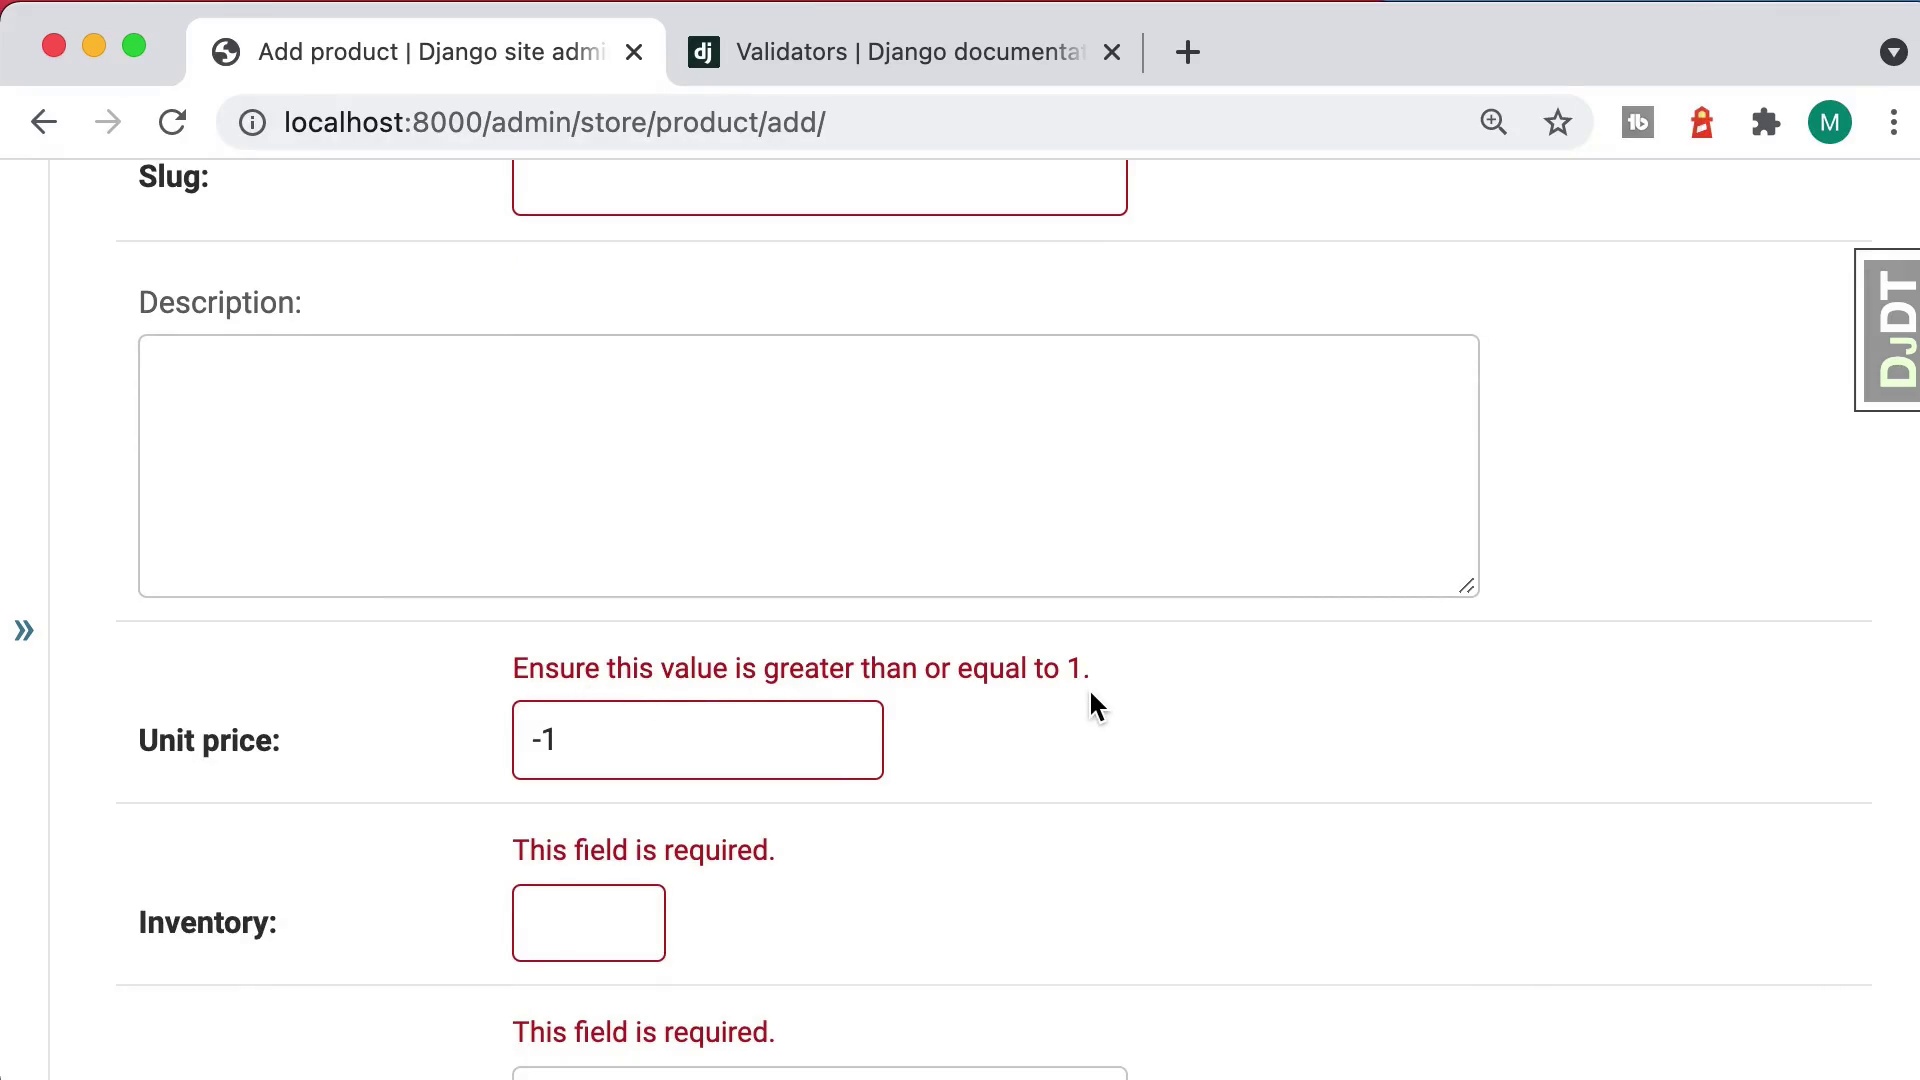 Add product | Django site admi
dj Validators | Django documentat
localhost:8000/admin/store/product/add/
M
Slug:
DJDT
Description:
Ensure this value is greater than or equal to 1.
Unit price:
-1
This field is required.
Inventory:
This field is required.